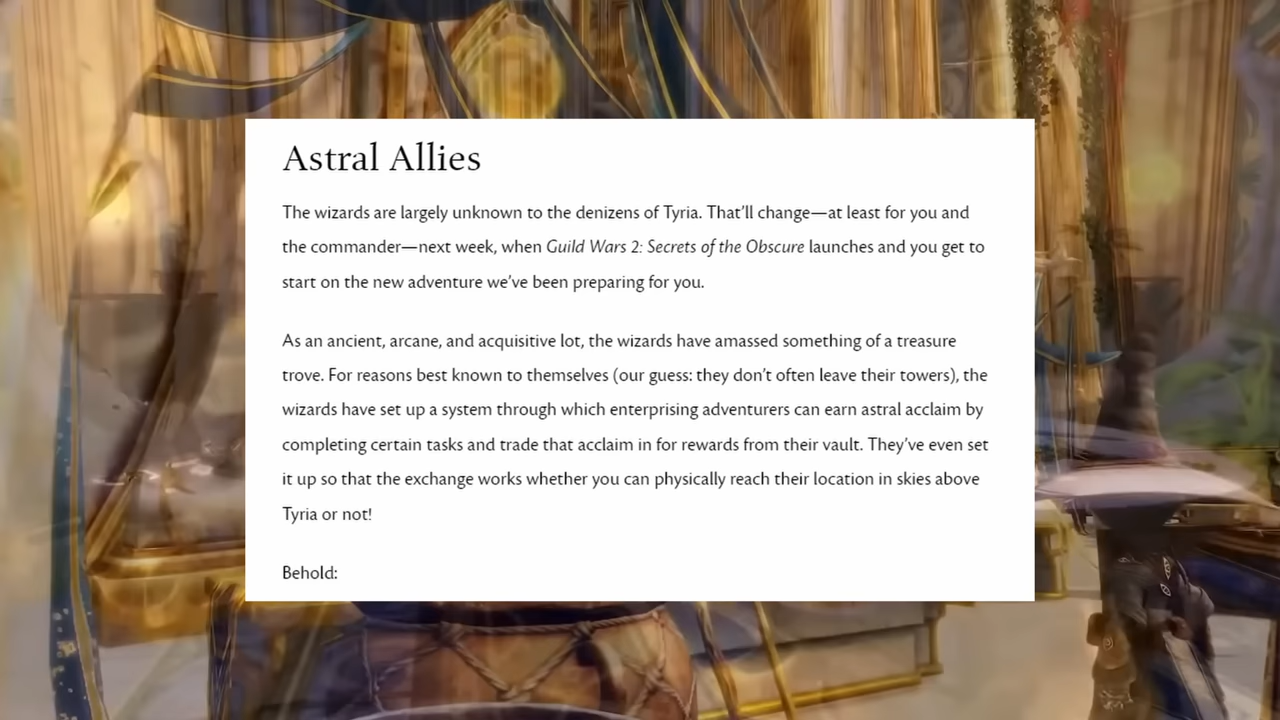 Astral Allies
The wizards are largely unknown to the denizens of Tyria. That’ll change—at least for you and
the commander—next week, when Guild Wars 2: Secrets of the Obscure launches and you get to
start on the new adventure we’ve been preparing for you.
As an ancient, arcane, and acquisitive lot, the wizards have amassed something of a treasure
trove. For reasons best known to themselves (our guess: they don’t often leave their towers), the
wizards have set up a system through which enterprising adventurers can earn astral acclaim by
completing certain tasks and trade that acclaim in for rewards from their vault. They’ve even set
it up so that the exchange works whether you can physically reach their location in skies above
Tyria or not!
Behold: